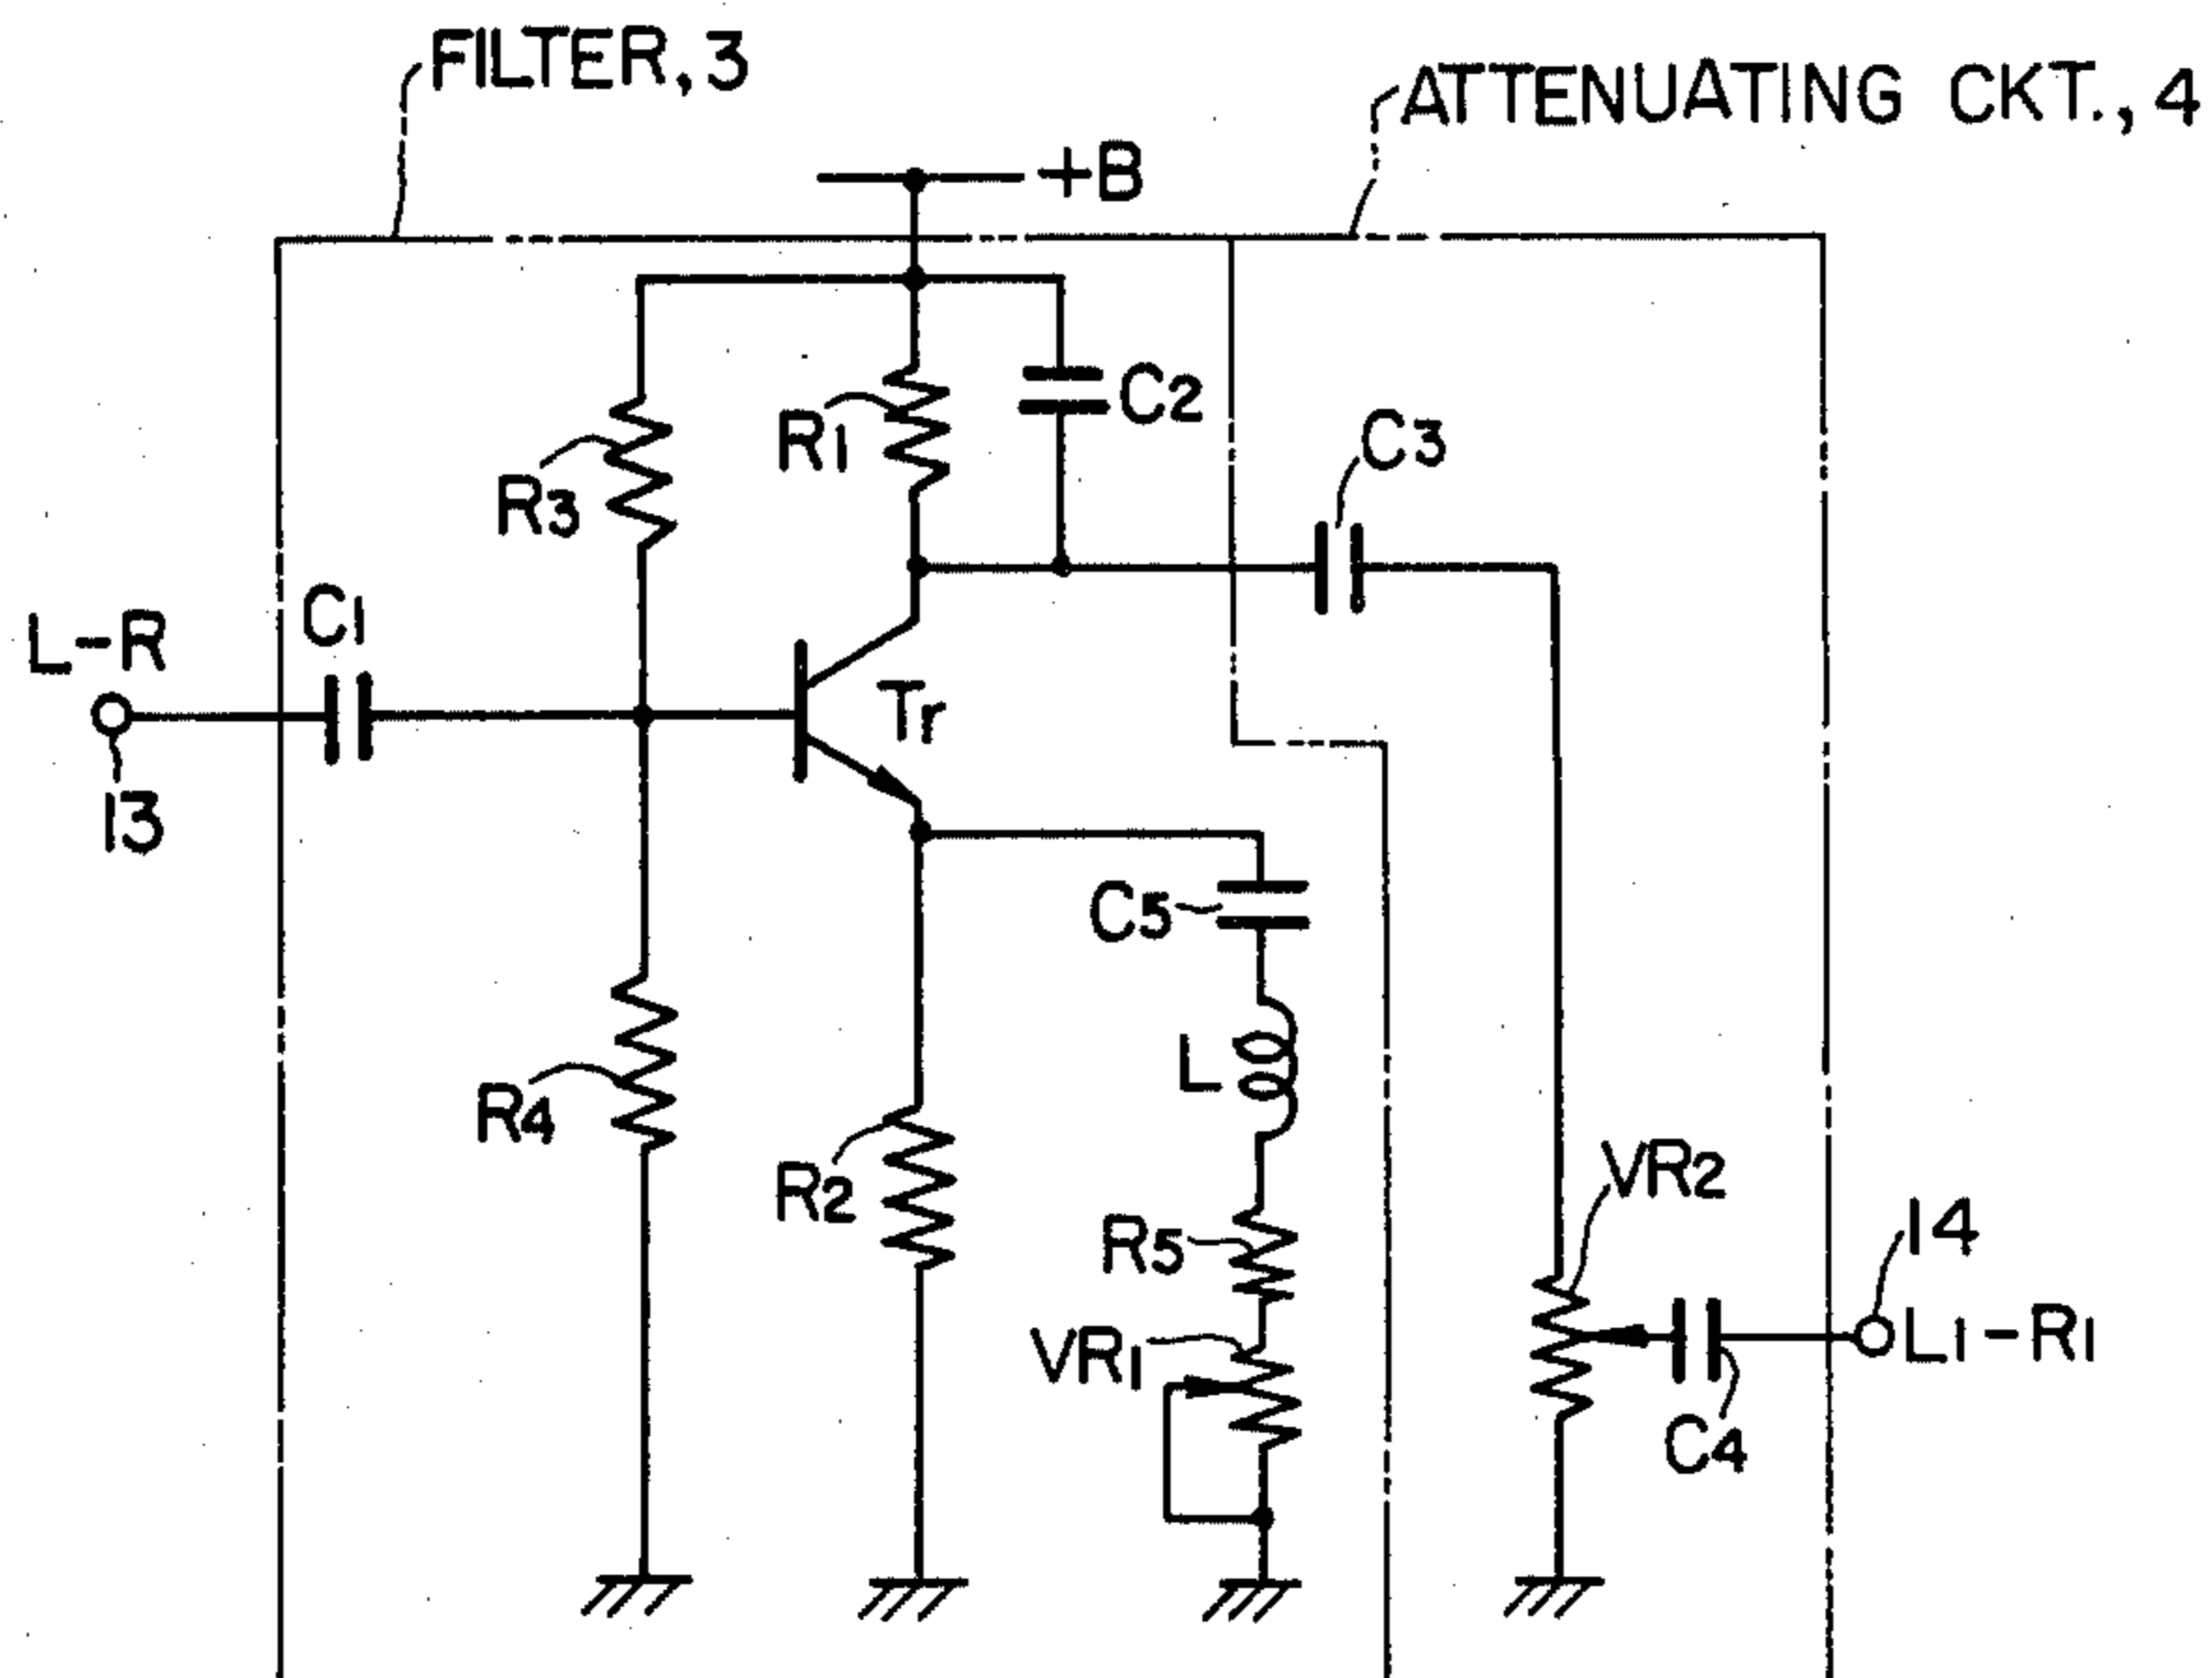 FILTER,3
ATTENUATING CKT.,4
+B
C2
R1
C3
R3
C1
L-R
Tr
13
C5
L
R4
VR2
R2
14
R5
L1-R1
VR1
C4